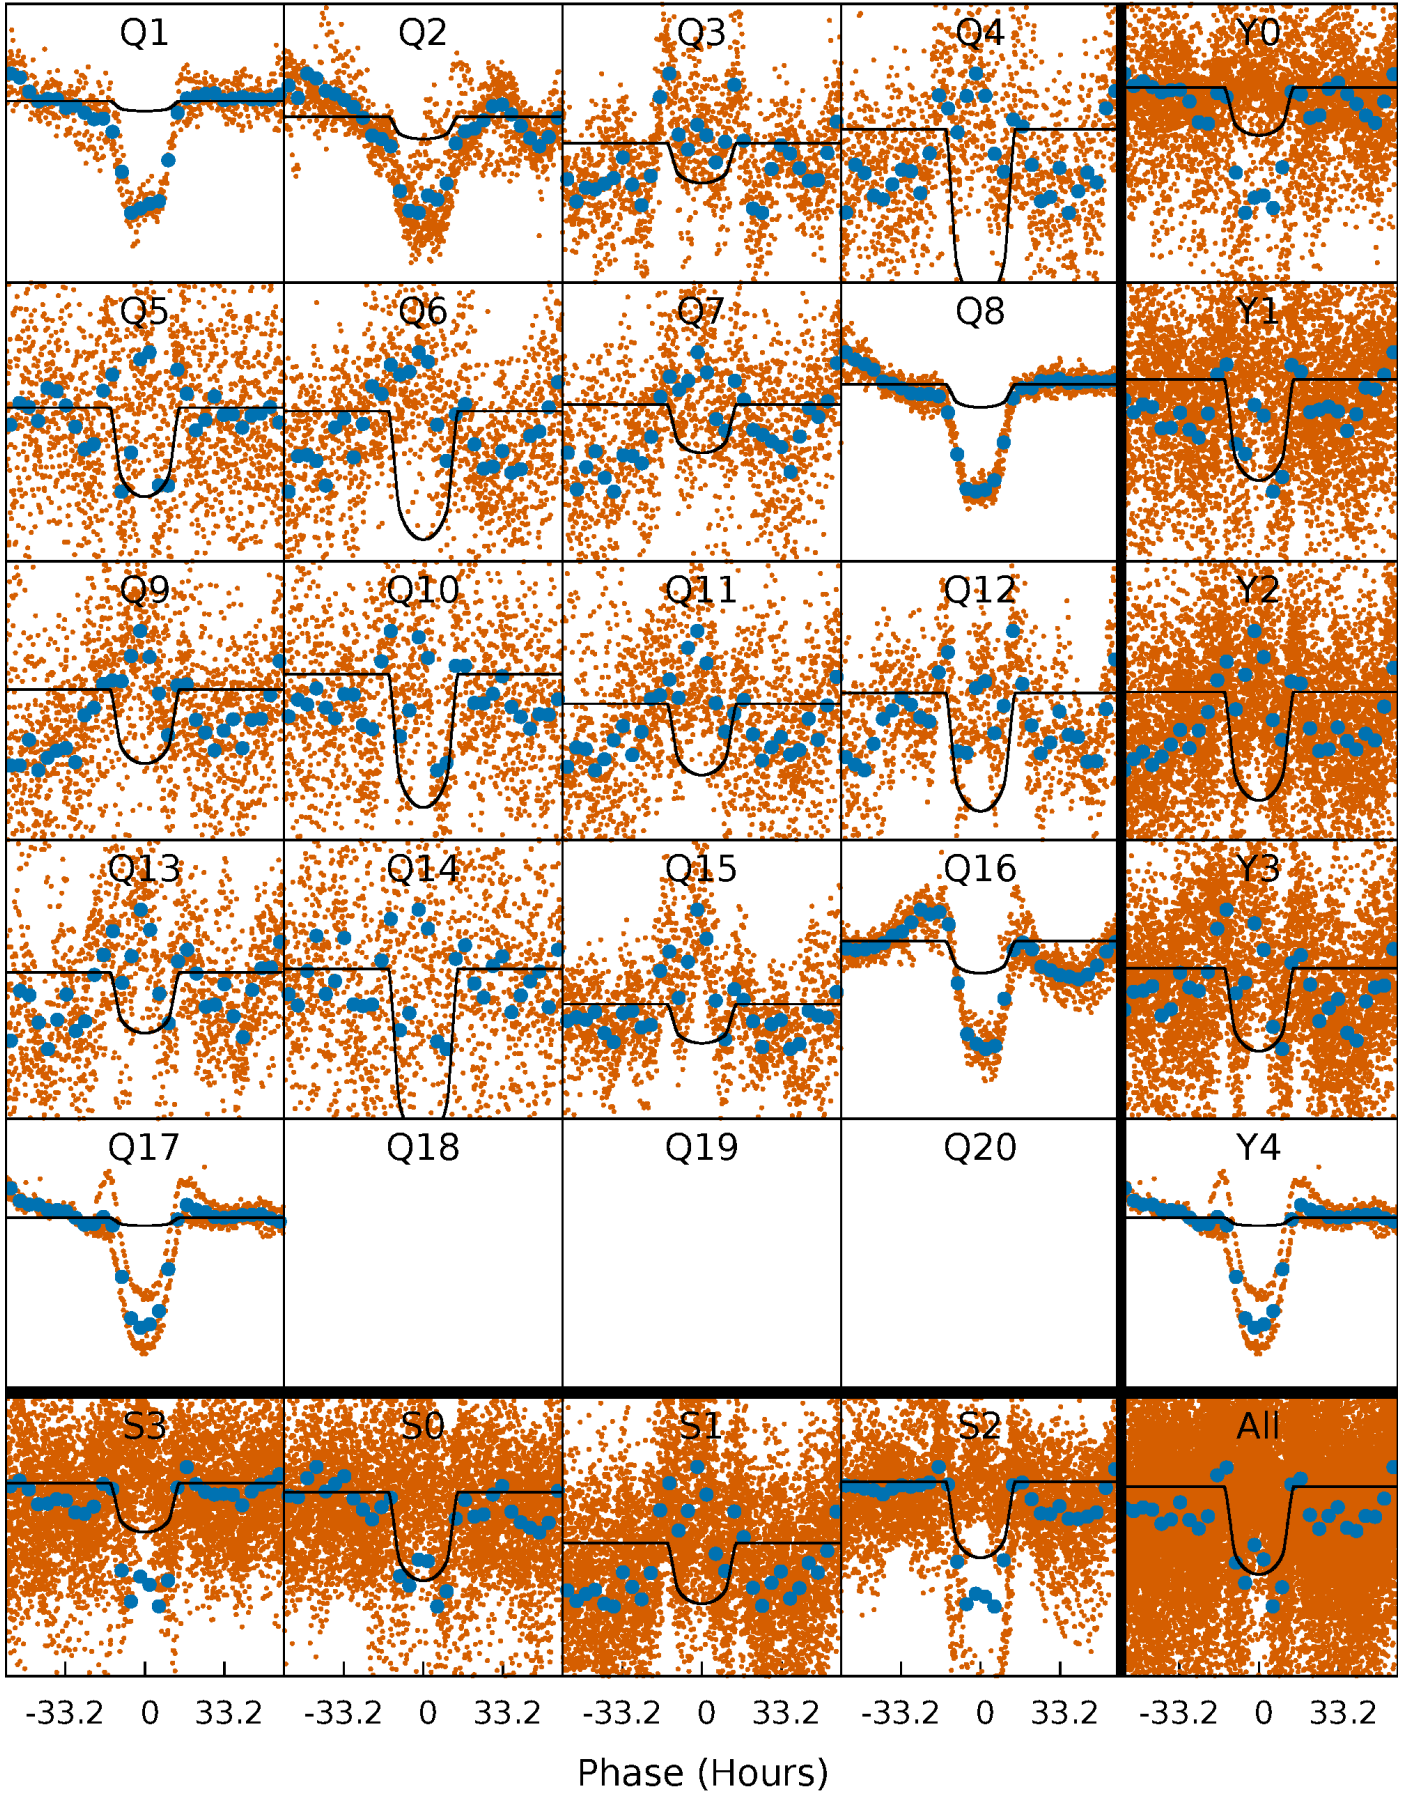 Q1 Q2 Q3 Q4 Y0
Q5 Q6 Q7 Q8 Y1
Q9 Q10 Q11 Q12 Y2
Q13 Q14 Q15 Q16 Y3
Q17 Q18 Q19 Q20 Y4
S3 S0 S1 S2 All
-33.2 0 33.2 -33.2 0 33.2 -33.2 0 33.2 -33.2 0 33.2 -33.2 0 33.2
Phase (Hours)